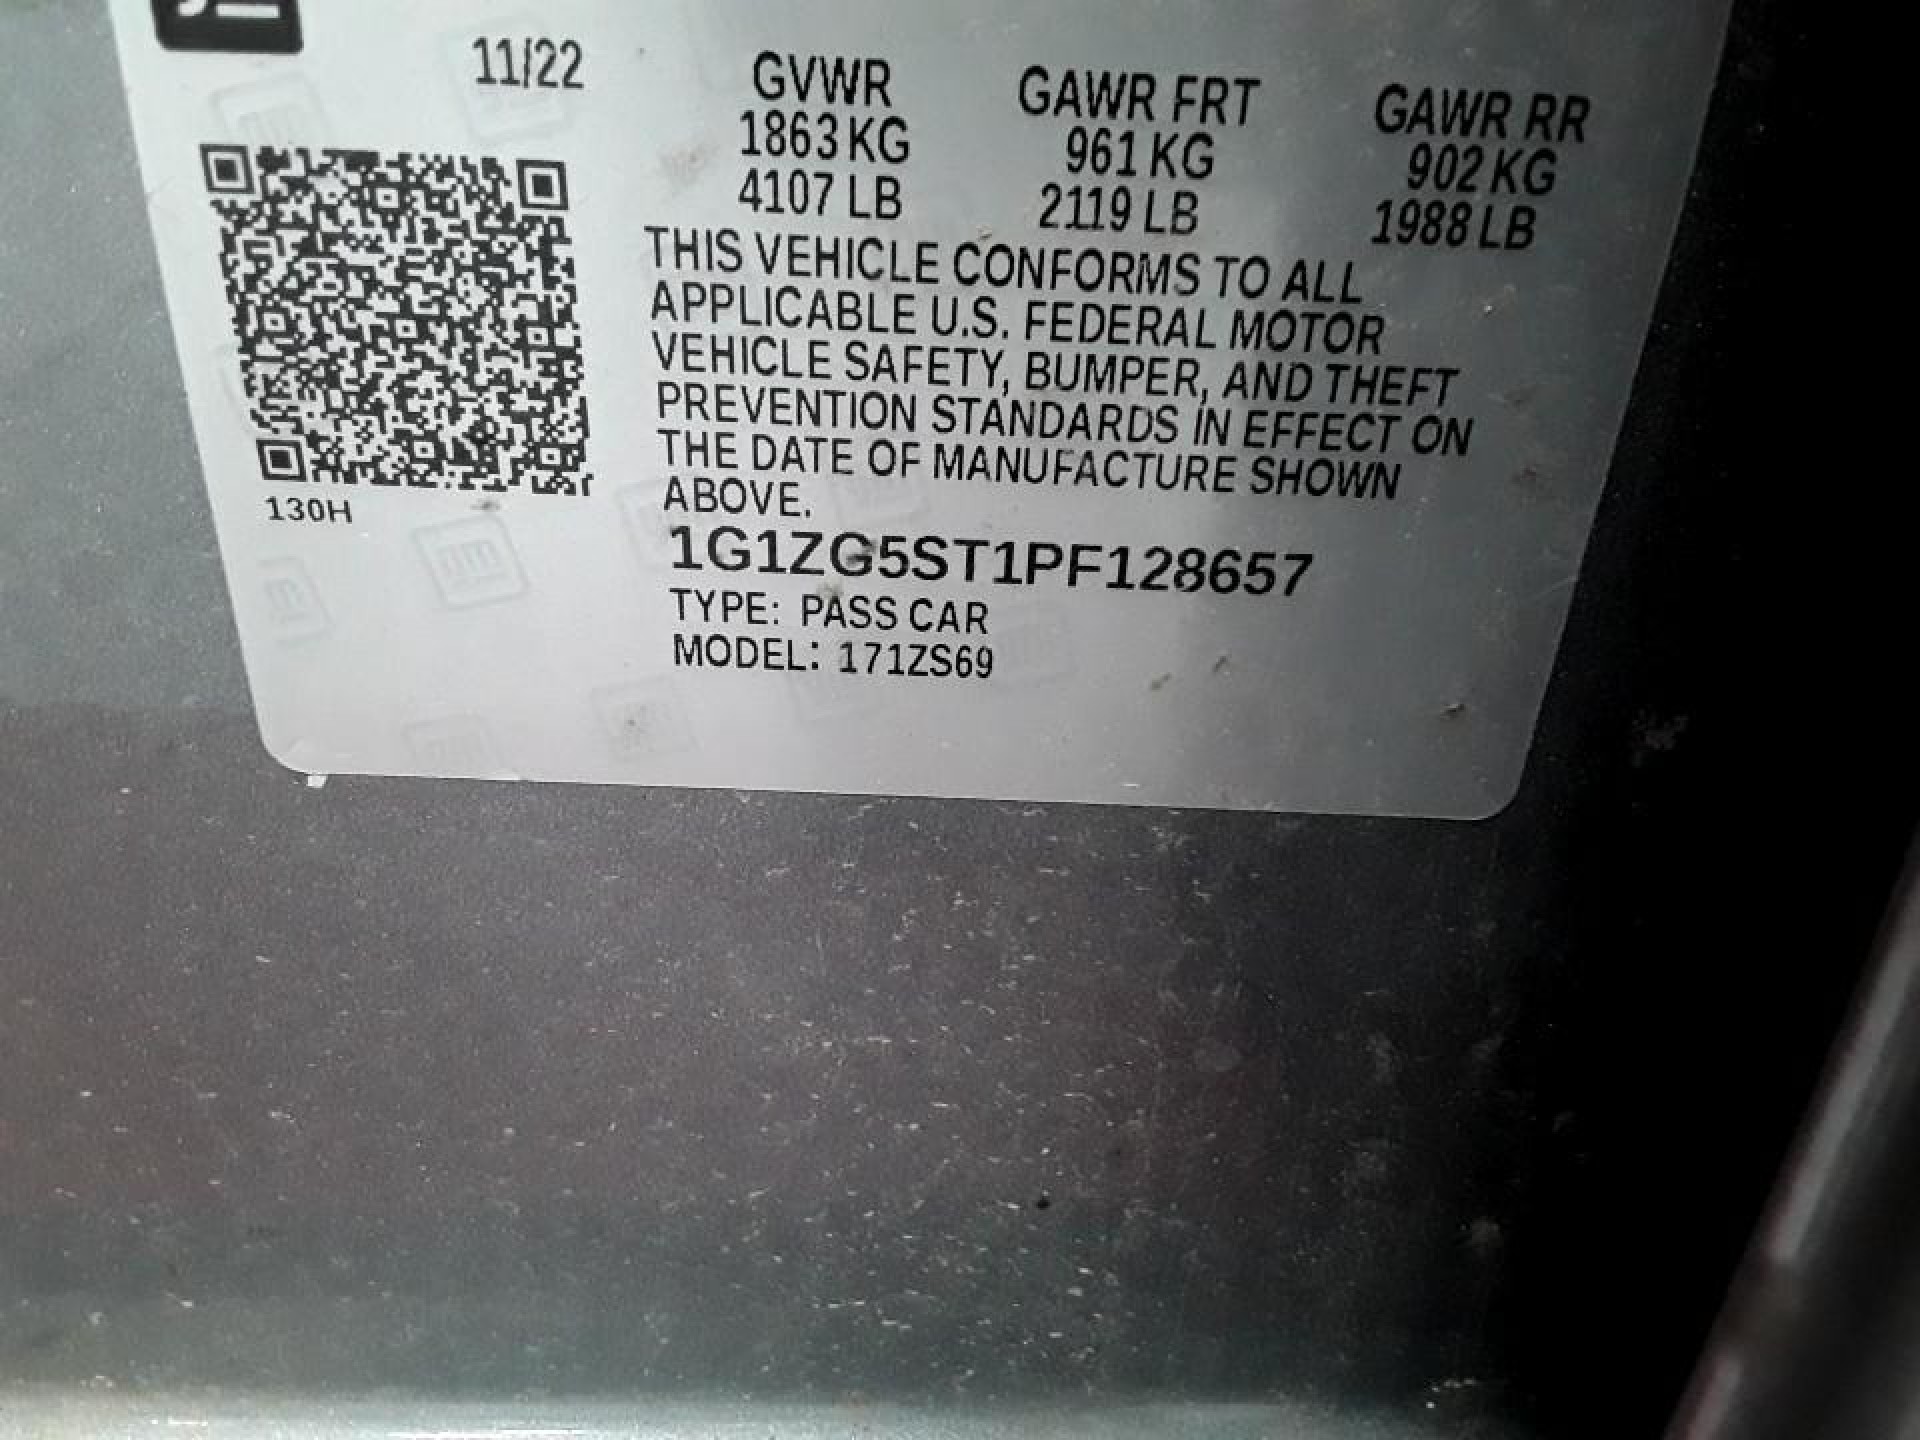 11/22
GVWR GAWR FRT GAWR RR
1863 KG 961 KG 902 KG
4107 LB 2119 LB 1988 LB
THIS VEHICLE CONFORMS TO ALL
APPLICABLE U.S. FEDERAL MOTOR
VEHICLE SAFETY, BUMPER, AND THEFT
PREVENTION STANDARDS IN EFFECT ON
THE DATE OF MANUFACTURE SHOWN
ABOVE.
130H
1G1ZG5ST1PF128657
TYPE: PASS CAR
MODEL: 171ZS69